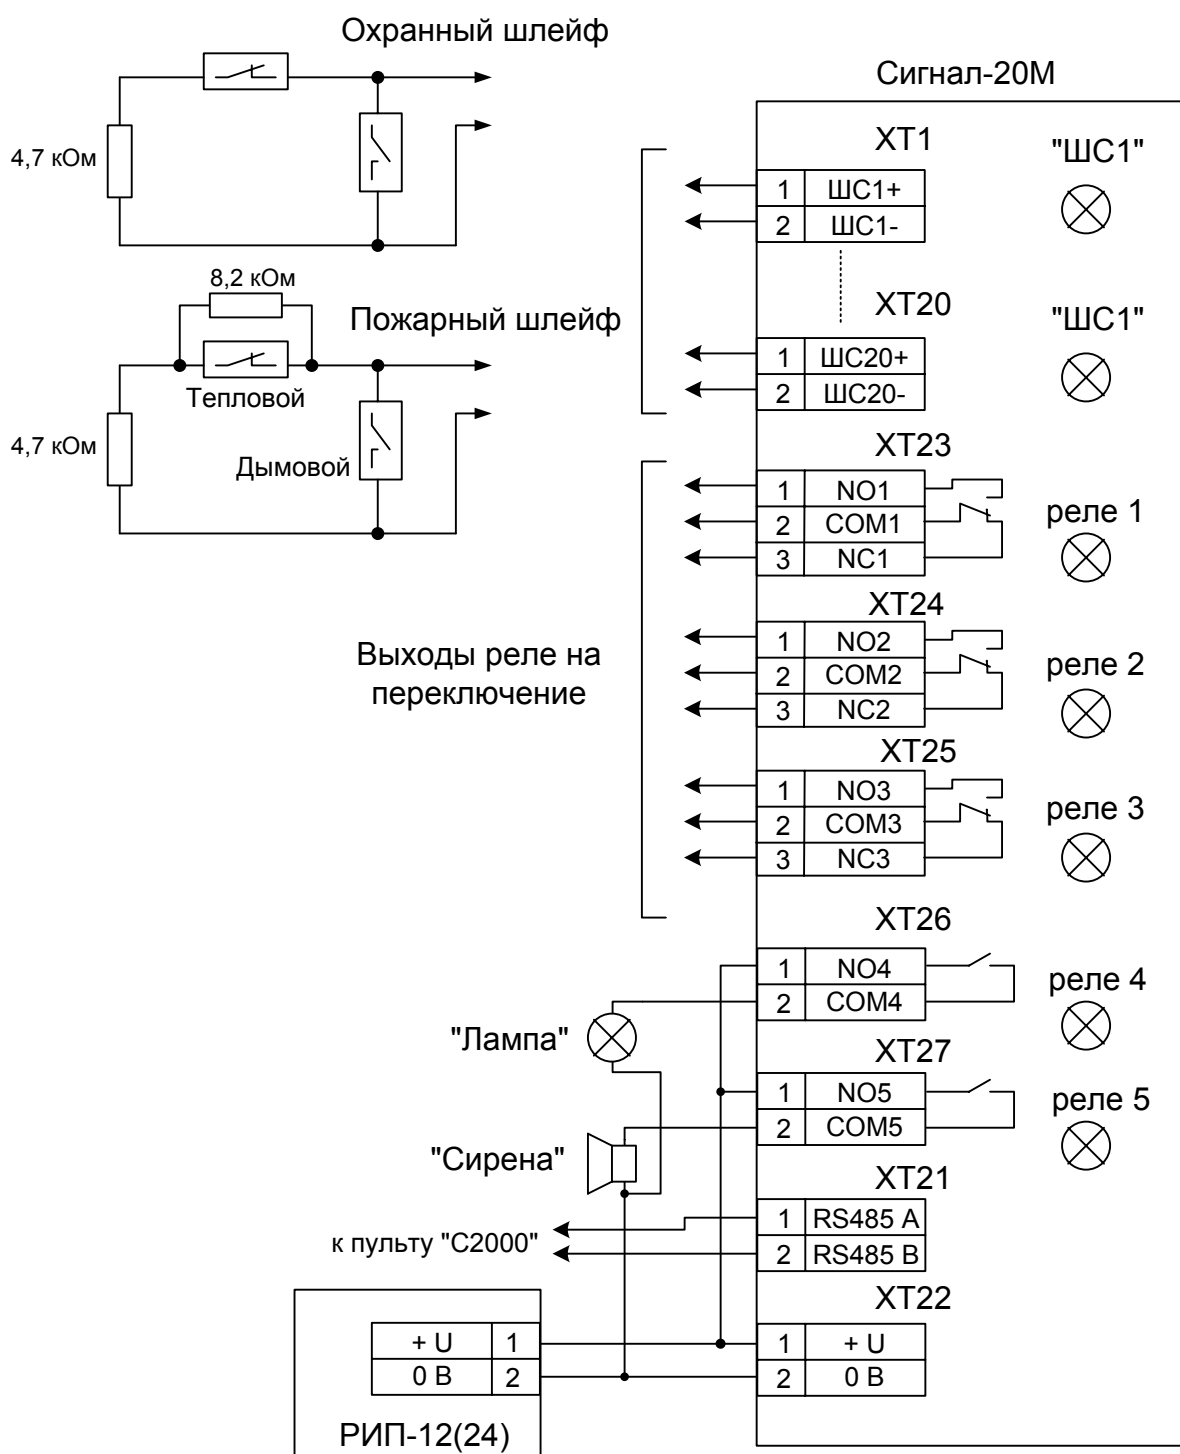 Охранный шлейф
4,7 кОм
8,2 кОм
Пожарный шлейф
Тепловой
4,7 кОм
Дымовой
Выходы реле на
переключение
"Лампа"
"Сирена"
к пульту "С2000"
+ U 1
0 В 2
РИП-12(24)
Сигнал-20М
XT1
"ШС1"
1 ШС1+
2 ШС1-
XT20
"ШС1"
1 ШС20+
2 ШС20-
XT23
1 NO1
2 COM1
3 NC1
реле 1
XT24
1 NO2
2 COM2
3 NC2
реле 2
XT25
1 NO3
2 COM3
3 NC3
реле 3
XT26
1 NO4
2 COM4
реле 4
XT27
1 NO5
2 COM5
реле 5
XT21
1 RS485 A
2 RS485 B
XT22
1 + U
2 0 В